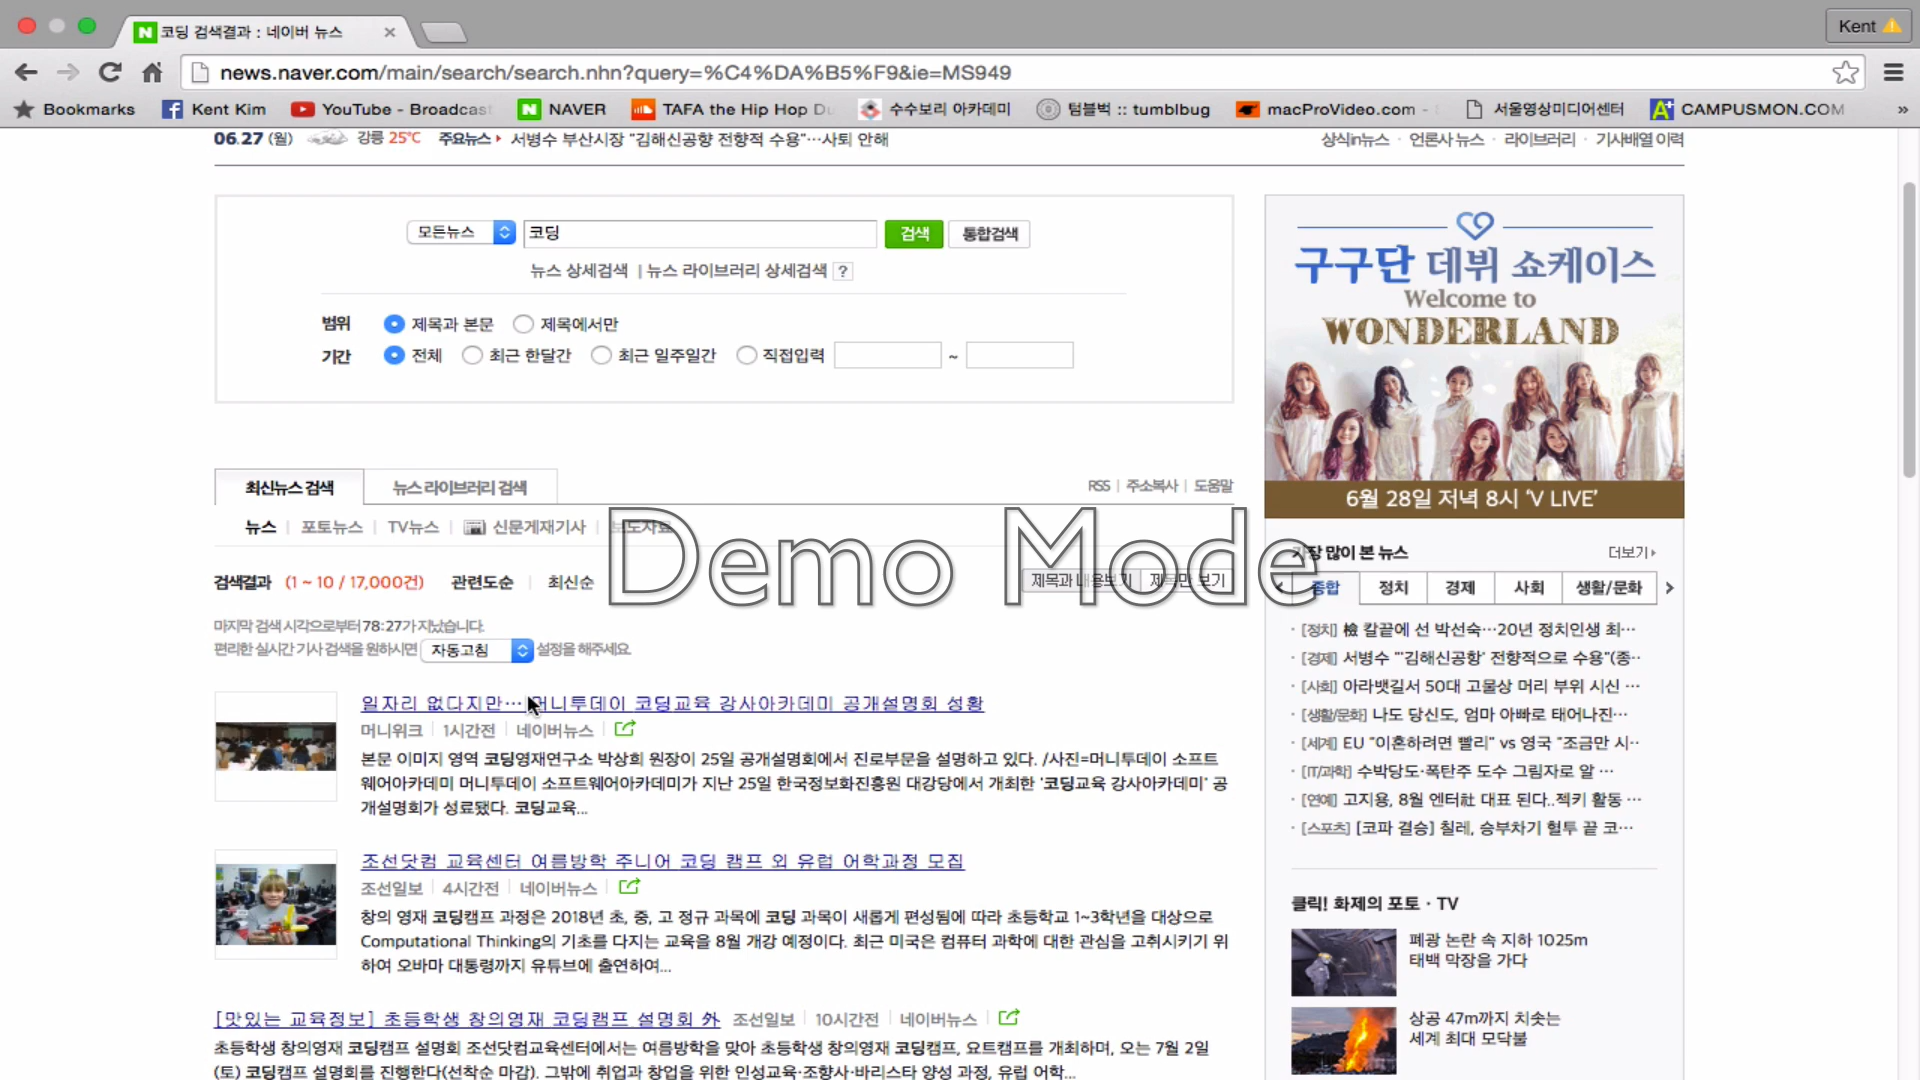 코딩 검색결과 : 네이버 뉴스
Kent
news.naver.com/main/search/search.nhn?query=%C4%DA%B5%F9&ie=MS949
Bookmarks Kent Kim YouTube - Broadcast NAVER TAFA the Hip Hop Du 수수보리 아카데미 텀블벅 :: tumblbug macProVideo.com - 서울영상미디어센터 CAMPUSMON.COM »
06.27 (월) 강릉 25℃ 주요뉴스 서병수 부산시장 "김해신공항 전향적 수용"…사퇴 안해
상식in뉴스 · 언론사 뉴스 · 라이브러리 · 기사배열 이력
모든뉴스 코딩 검색 통합검색
뉴스 상세검색 | 뉴스 라이브러리 상세검색 ?
범위 제목과 본문 제목에서만
기간 전체 최근 한달간 최근 일주일간 직접입력 ~
구구단 데뷔 쇼케이스
Welcome to
WONDERLAND
6월 28일 저녁 8시 'V LIVE'
최신뉴스 검색 뉴스 라이브러리 검색
RSS | 주소복사 | 도움말
뉴스 | 포토뉴스 | TV뉴스 | 신문게재기사 | 보도자료
Demo Mode
검색결과 (1 ~ 10 / 17,000건) 관련도순 | 최신순
제목과 내용보기 제목만 보기
마지막 검색 시각으로부터 78:27가 지났습니다.
편리한 실시간 기사 검색을 원하시면 자동고침 설정을 해주세요.
일자리 없다지만… 머니투데이 코딩교육 강사아카데미 공개설명회 성황
머니위크 | 1시간전 | 네이버뉴스
본문 이미지 영역 코딩영재연구소 박상희 원장이 25일 공개설명회에서 진로부문을 설명하고 있다. /사진=머니투데이 소프트
웨어아카데미 머니투데이 소프트웨어아카데미가 지난 25일 한국정보화진흥원 대강당에서 개최한 '코딩교육 강사아카데미' 공
개설명회가 성료됐다. 코딩교육...
조선닷컴 교육센터 여름방학 주니어 코딩 캠프 외 유럽 어학과정 모집
조선일보 | 4시간전 | 네이버뉴스
창의 영재 코딩캠프 과정은 2018년 초, 중, 고 정규 과목에 코딩 과목이 새롭게 편성됨에 따라 초등학교 1~3학년을 대상으로
Computational Thinking의 기초를 다지는 교육을 8월 개강 예정이다. 최근 미국은 컴퓨터 과학에 대한 관심을 고취시키기 위
하여 오바마 대통령까지 유튜브에 출연하여...
[맛있는 교육정보] 초등학생 창의영재 코딩캠프 설명회 外 조선일보 | 10시간전 | 네이버뉴스
초등학생 창의영재 코딩캠프 설명회 조선닷컴교육센터에서는 여름방학을 맞아 초등학생 창의영재 코딩캠프, 요트캠프를 개최하며, 오는 7월 2일
(토) 코딩캠프 설명회를 진행한다(선착순 마감). 그밖에 취업과 창업을 위한 인성교육·조향사·바리스타 양성 과정, 유럽 어학...
가장 많이 본 뉴스 더보기
종합 정치 경제 사회 생활/문화
· [정치] 檢 칼끝에 선 박선숙…20년 정치인생 최…
· [경제] 서병수 "'김해신공항' 전향적으로 수용"(종…
· [사회] 아라뱃길서 50대 고물상 머리 부위 시신 …
· [생활/문화] 나도 당신도, 엄마 아빠로 태어나진…
· [세계] EU "이혼하려면 빨리" vs 영국 "조금만 시…
· [IT/과학] 수박당도·폭탄주 도수 그림자로 알 …
· [연예] 고지용, 8월 엔터社 대표 된다..젝키 활동 …
· [스포츠] [코파 결승] 칠레, 승부차기 혈투 끝 코…
클릭! 화제의 포토 · TV
폐광 논란 속 지하 1025m
태백 막장을 가다
상공 47m까지 치솟는
세계 최대 모닥불